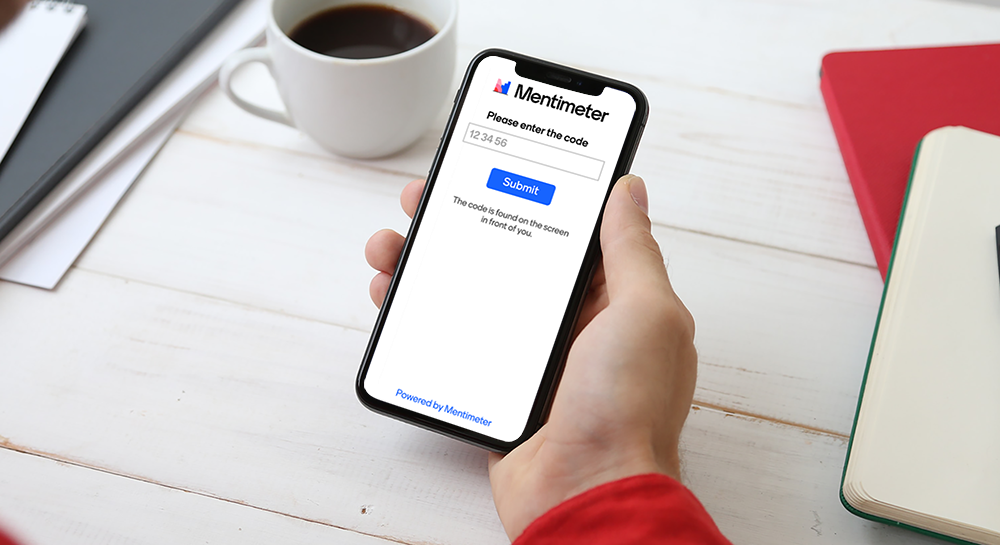 Mentimeter
Please enter the code
12 34 56
Submit
The code is found on the screen
in front of you.
Powered by Mentimeter